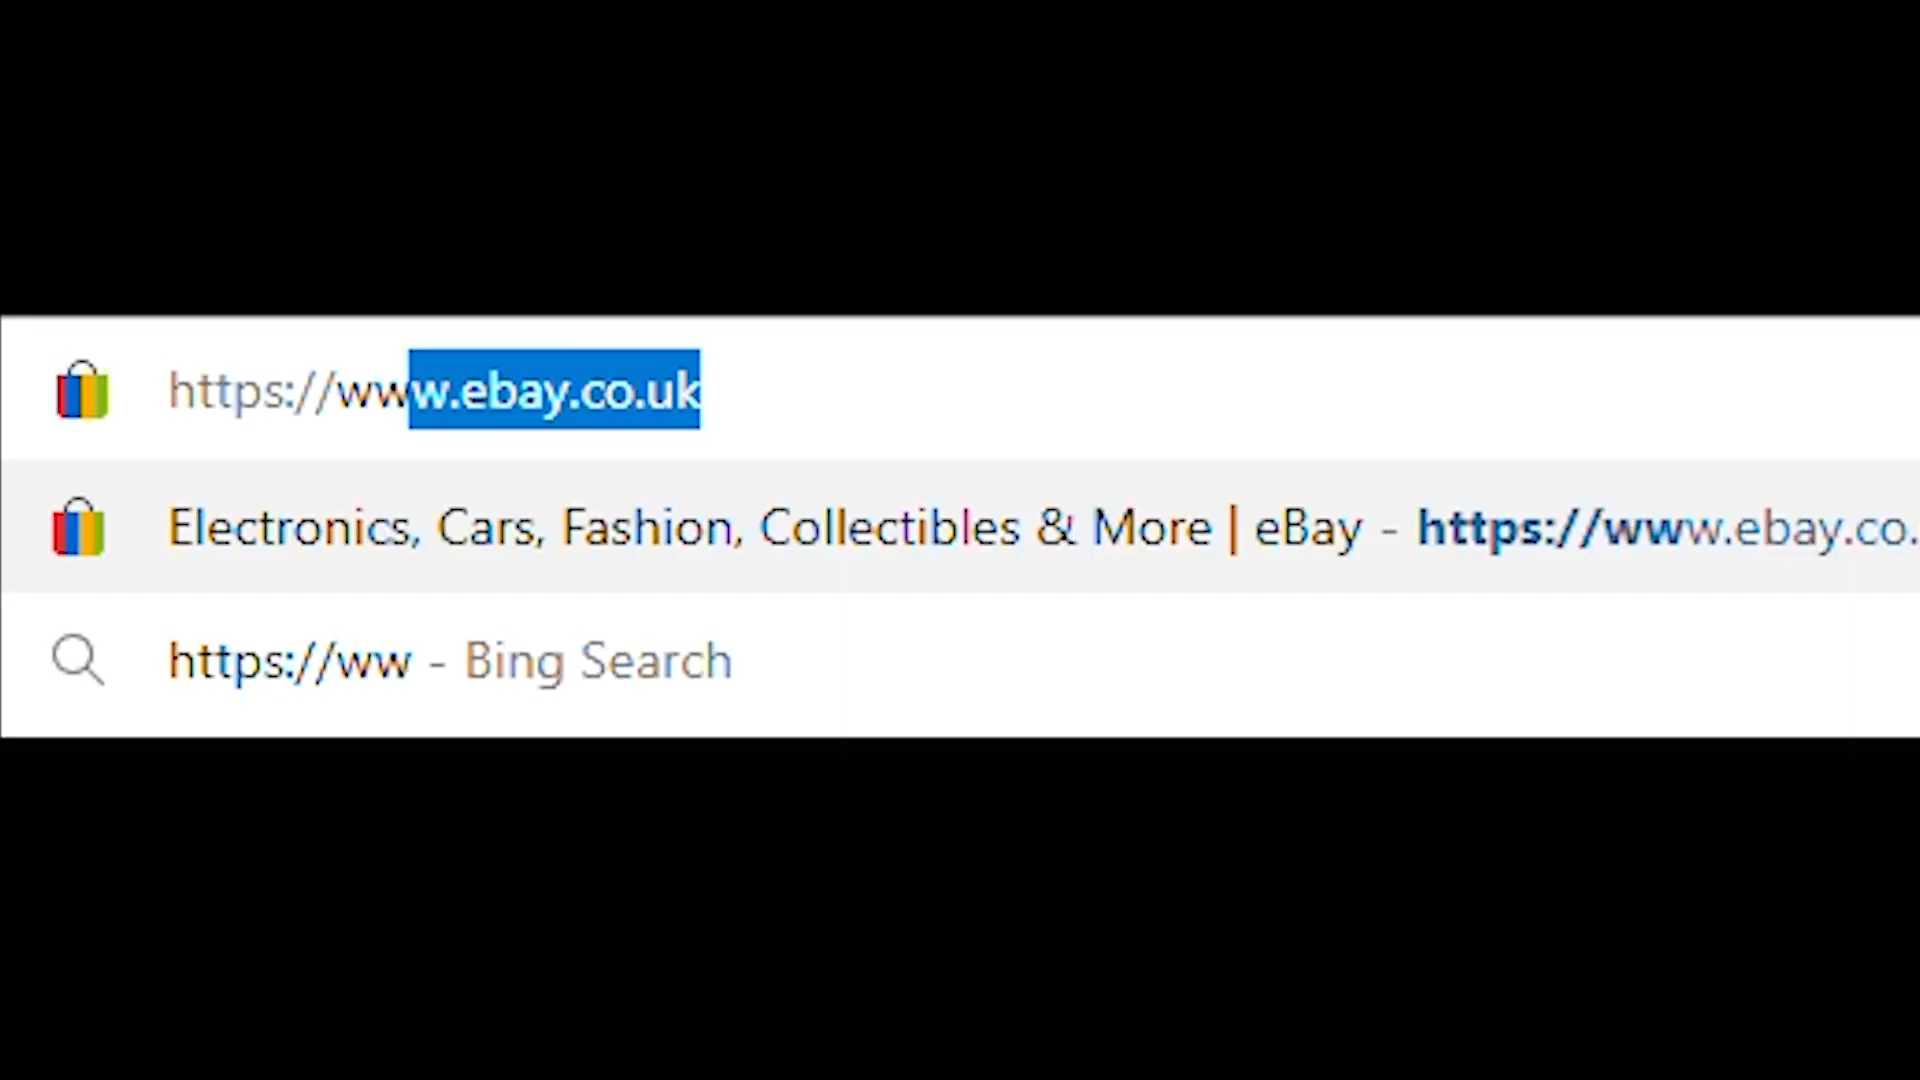 https://www.ebay.co.uk
Electronics, Cars, Fashion, Collectibles & More | eBay - https://www.ebay.co.
https://ww - Bing Search